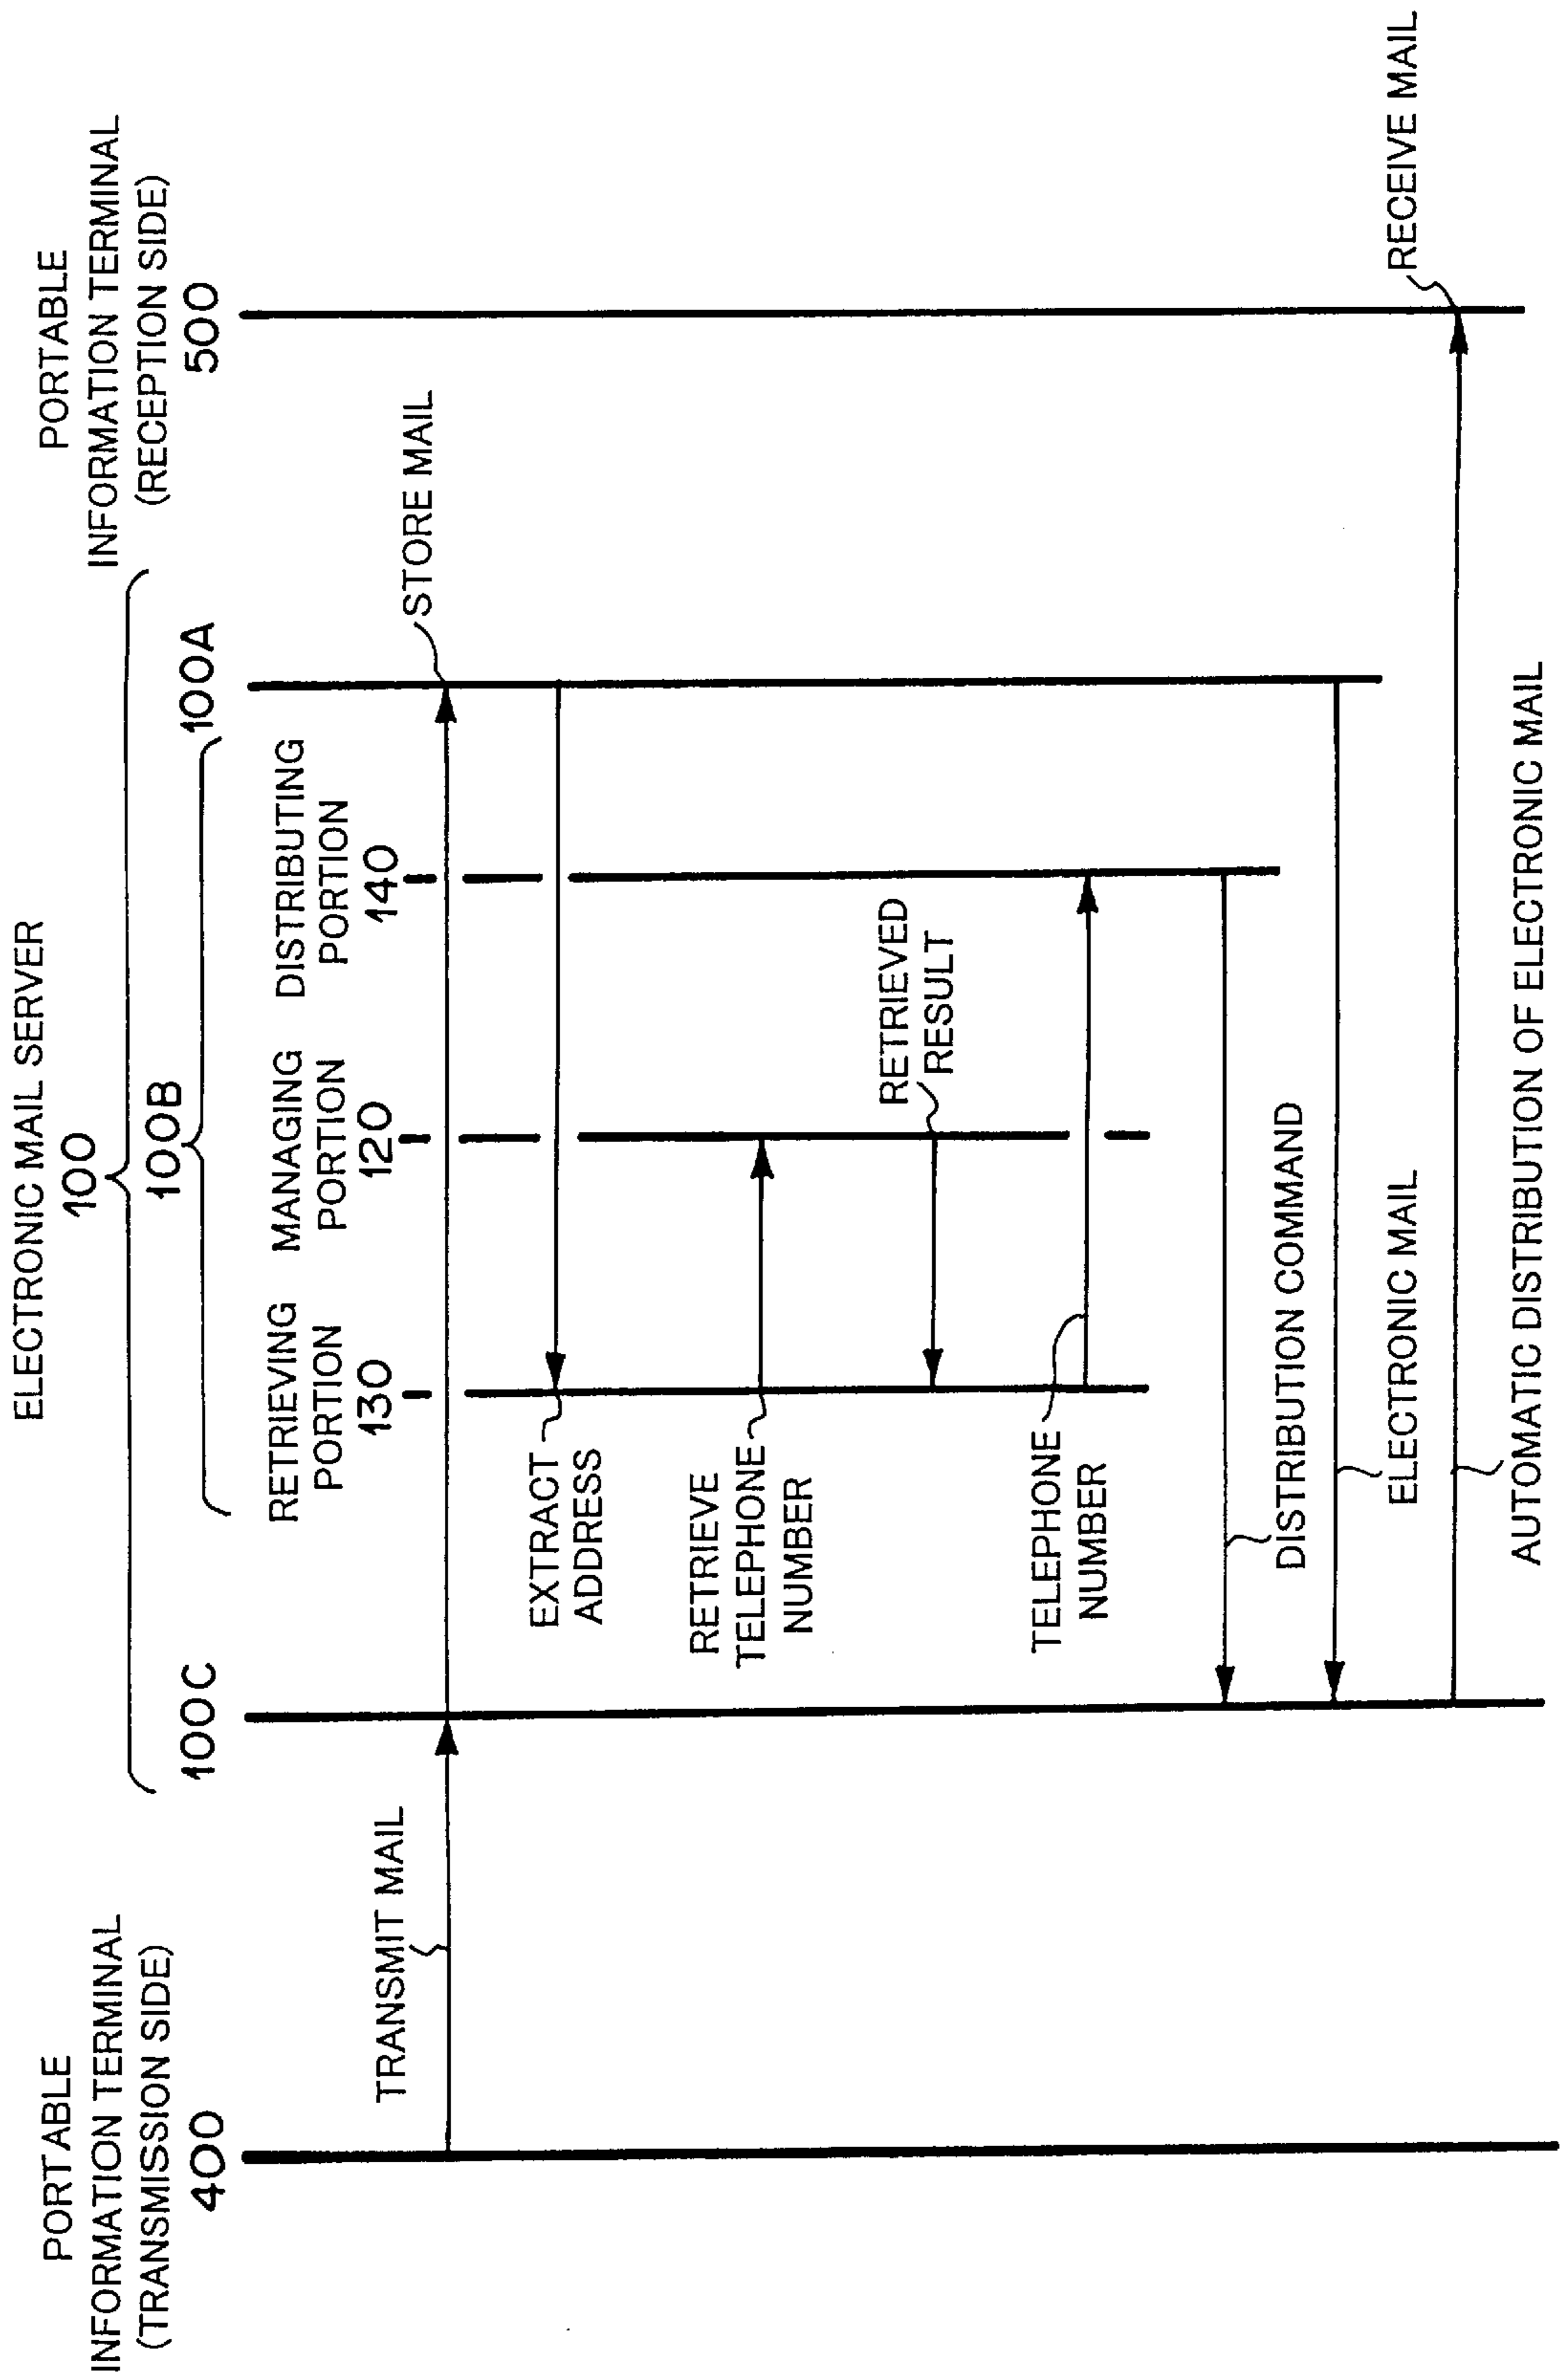 PORTABLE
INFORMATION TERMINAL
(TRANSMISSION SIDE)
400
ELECTRONIC MAIL SERVER
100
100B
100C
RETRIEVING
PORTION
130
MANAGING
PORTION
120
DISTRIBUTING
PORTION
140
100A
PORTABLE
INFORMATION TERMINAL
(RECEPTION SIDE)
500
TRANSMIT MAIL
STORE MAIL
EXTRACT
ADDRESS
RETRIEVE
TELEPHONE
NUMBER
RETRIEVED
RESULT
TELEPHONE
NUMBER
DISTRIBUTION COMMAND
ELECTRONIC MAIL
RECEIVE MAIL
AUTOMATIC DISTRIBUTION OF ELECTRONIC MAIL